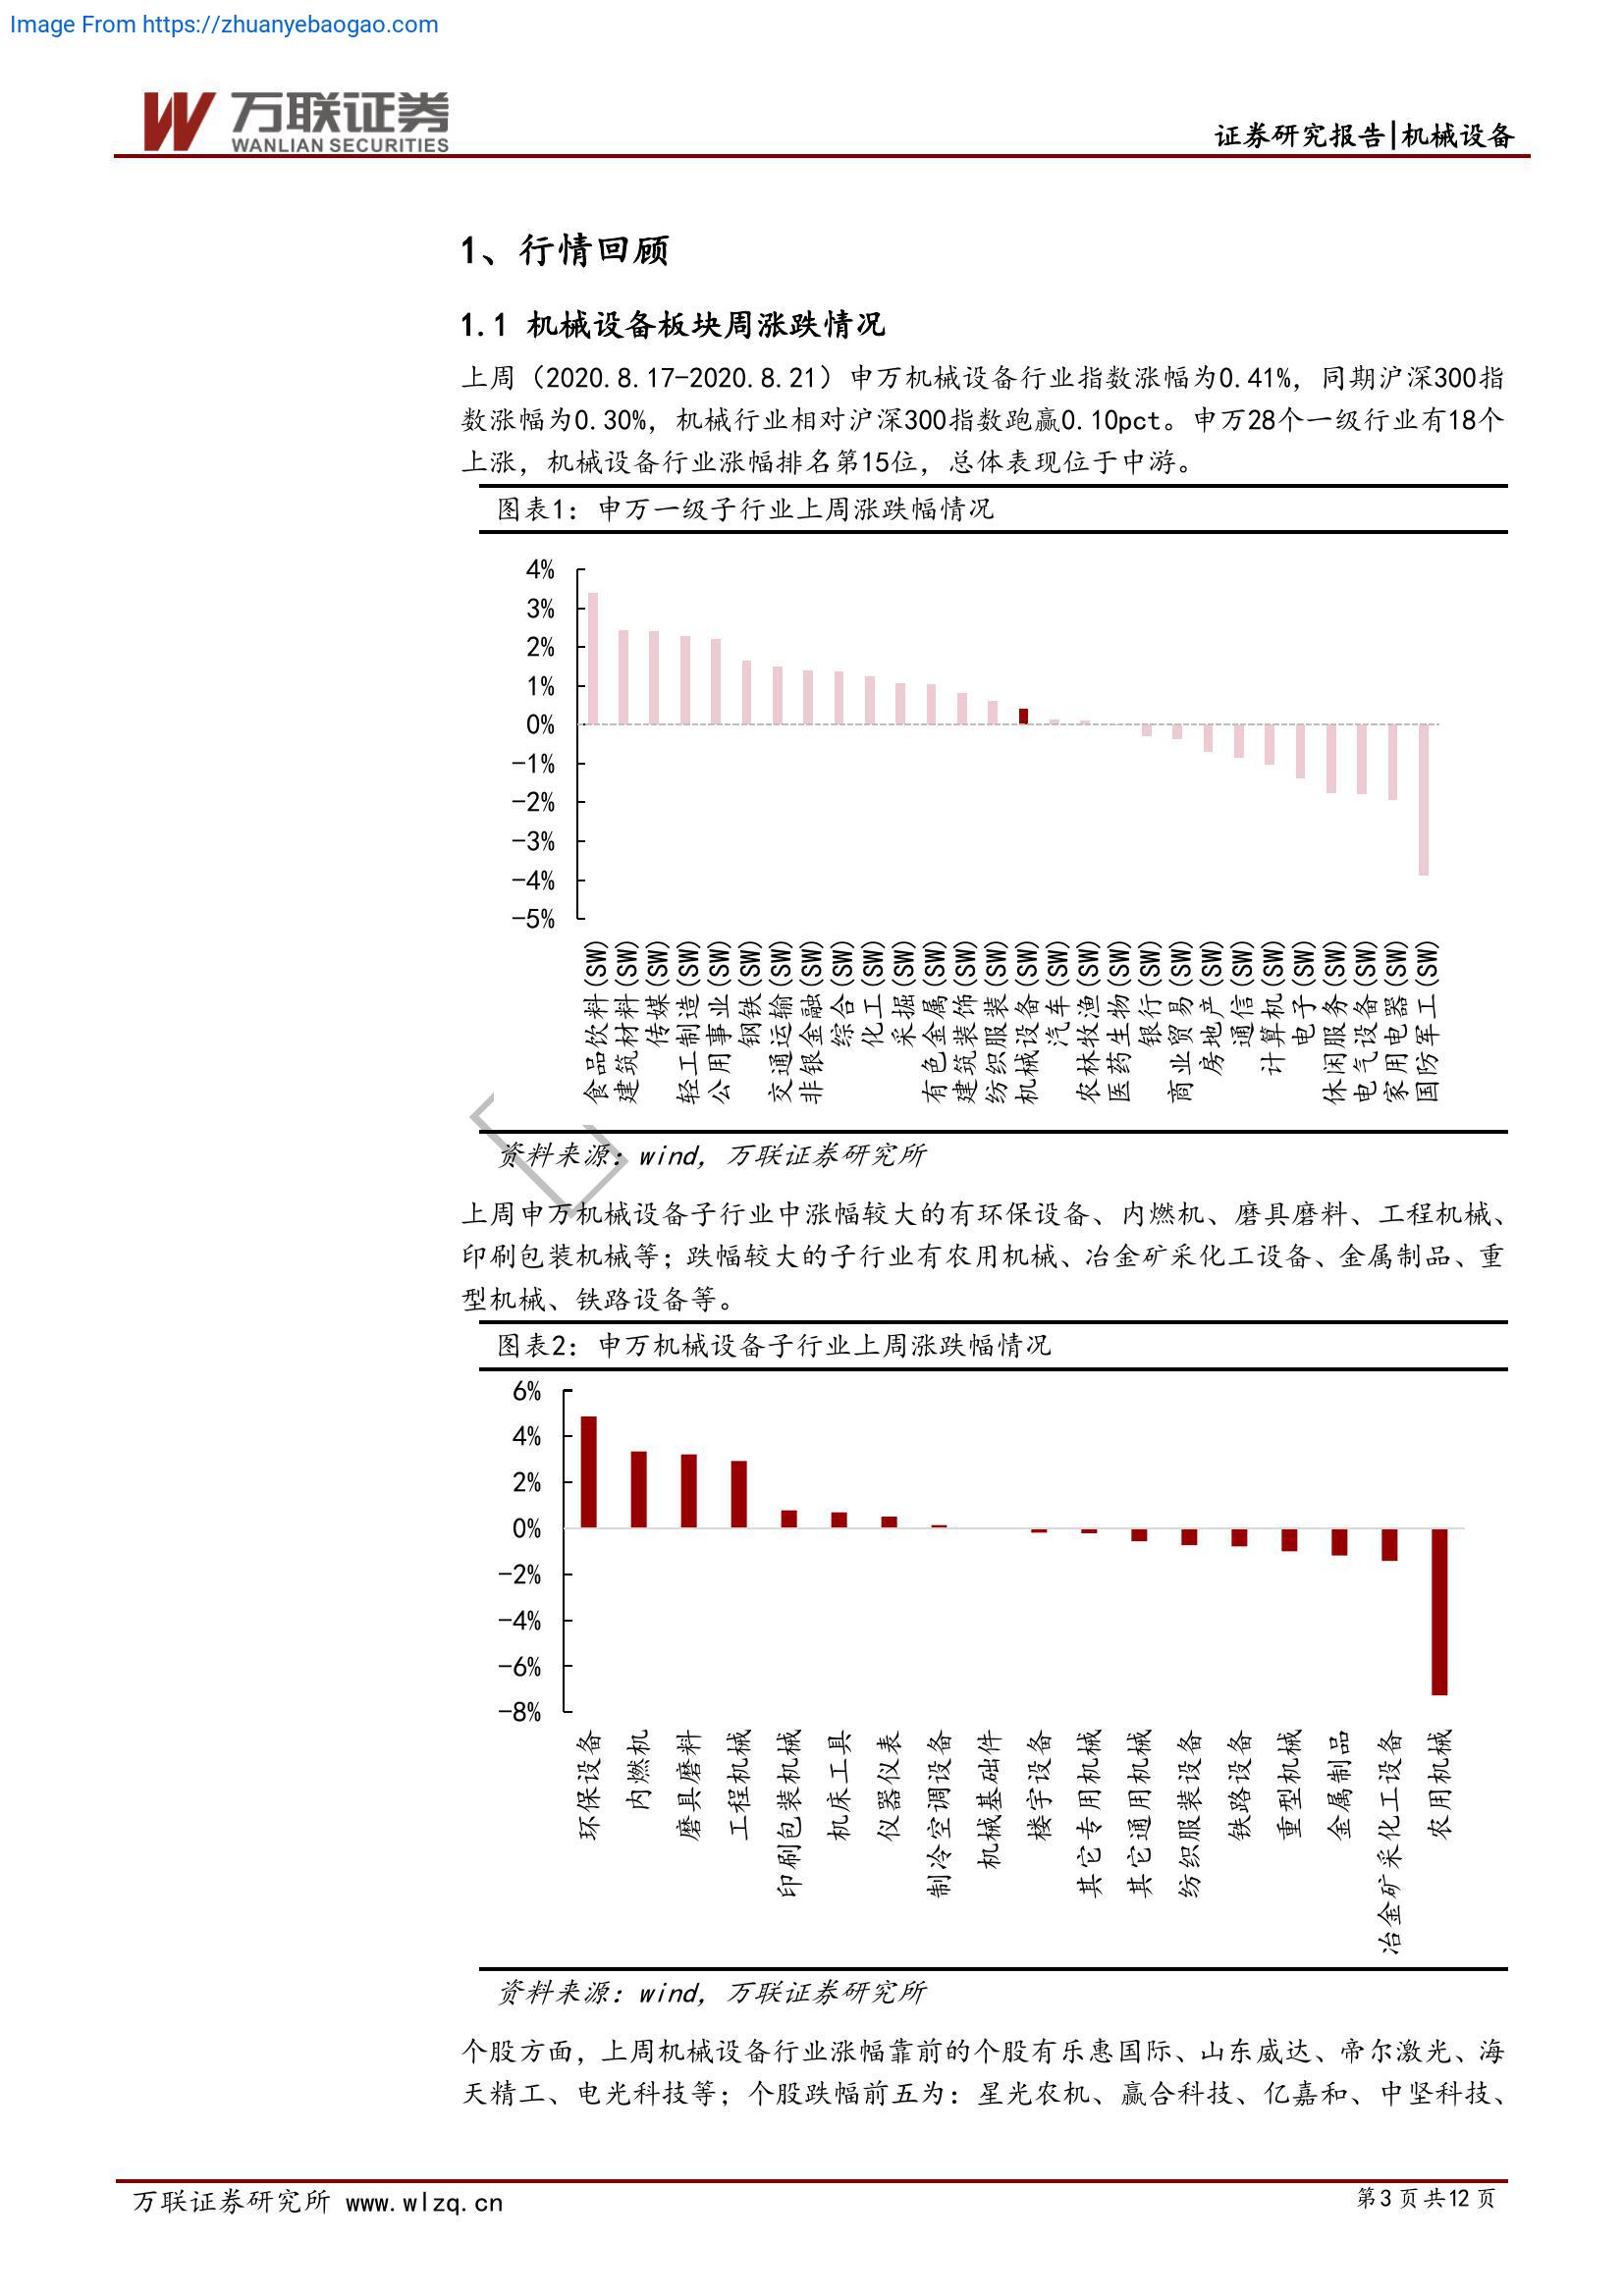 Image From https://zhuanyebaogao.com
万联证券
WANLIAN SECURITIES
证券研究报告|机械设备
1、行情回顾
1.1 机械设备板块周涨跌情况
上周（2020.8.17-2020.8.21）申万机械设备行业指数涨幅为0.41%，同期沪深300指
数涨幅为0.30%，机械行业相对沪深300指数跑赢0.10pct。申万28个一级行业有18个
上涨，机械设备行业涨幅排名第15位，总体表现位于中游。
图表1：申万一级子行业上周涨跌幅情况
4%
3%
2%
1%
0%
-1%
-2%
-3%
-4%
-5%
食品饮料(SW)
建筑材料(SW)
传媒(SW)
轻工制造(SW)
公用事业(SW)
钢铁(SW)
交通运输(SW)
非银金融(SW)
综合(SW)
化工(SW)
采掘(SW)
有色金属(SW)
建筑装饰(SW)
纺织服装(SW)
机械设备(SW)
汽车(SW)
农林牧渔(SW)
医药生物(SW)
银行(SW)
商业贸易(SW)
房地产(SW)
通信(SW)
计算机(SW)
电子(SW)
休闲服务(SW)
电气设备(SW)
家用电器(SW)
国防军工(SW)
资料来源：wind，万联证券研究所
上周申万机械设备子行业中涨幅较大的有环保设备、内燃机、磨具磨料、工程机械、
印刷包装机械等；跌幅较大的子行业有农用机械、冶金矿采化工设备、金属制品、重
型机械、铁路设备等。
图表2：申万机械设备子行业上周涨跌幅情况
6%
4%
2%
0%
-2%
-4%
-6%
-8%
环保设备
内燃机
磨具磨料
工程机械
印刷包装机械
机床工具
仪器仪表
制冷空调设备
机械基础件
楼宇设备
其它专用机械
其它通用机械
纺织服装设备
铁路设备
重型机械
金属制品
冶金矿采化工设备
农用机械
资料来源：wind，万联证券研究所
个股方面，上周机械设备行业涨幅靠前的个股有乐惠国际、山东威达、帝尔激光、海
天精工、电光科技等；个股跌幅前五为：星光农机、赢合科技、亿嘉和、中坚科技、
万联证券研究所 www.wlzq.cn
第3页共12页